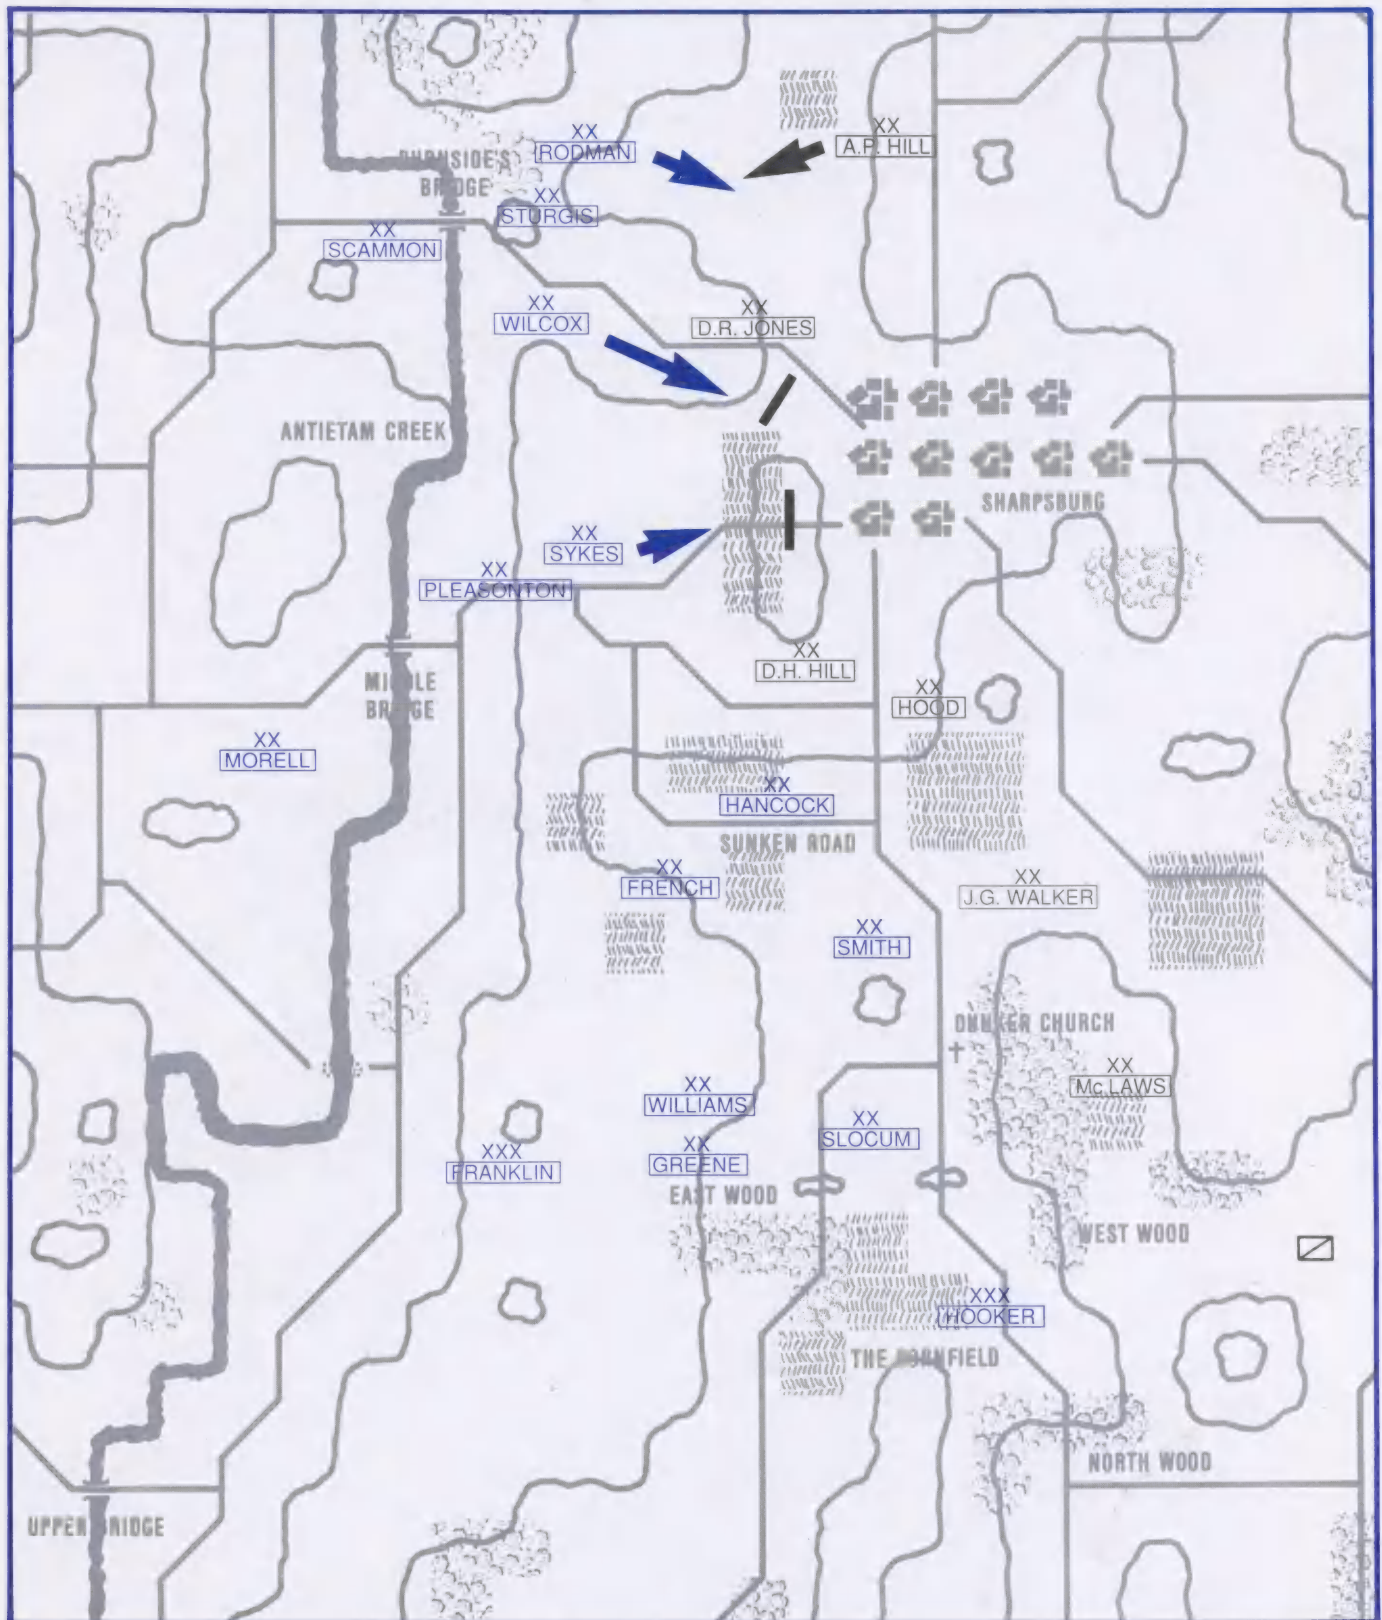 XX
RODMAN
XX
A.P. HILL
BURNSIDE'S
BRIDGE
XX
STURGIS
XX
SCAMMON
XX
WILCOX
XX
D.R. JONES
ANTIETAM CREEK
SHARPSBURG
XX
SYKES
XX
PLEASONTON
XX
D.H. HILL
MIDDLE
BRIDGE
XX
HOOD
XX
MORELL
XX
HANCOCK
SUNKEN ROAD
XX
FRENCH
XX
J.G. WALKER
XX
SMITH
DUNKER CHURCH
XX
Mc LAWS
XX
WILLIAMS
XX
SLOCUM
XXX
FRANKLIN
XX
GREENE
EAST WOOD
WEST WOOD
XXX
HOOKER
THE CORNFIELD
NORTH WOOD
UPPER BRIDGE